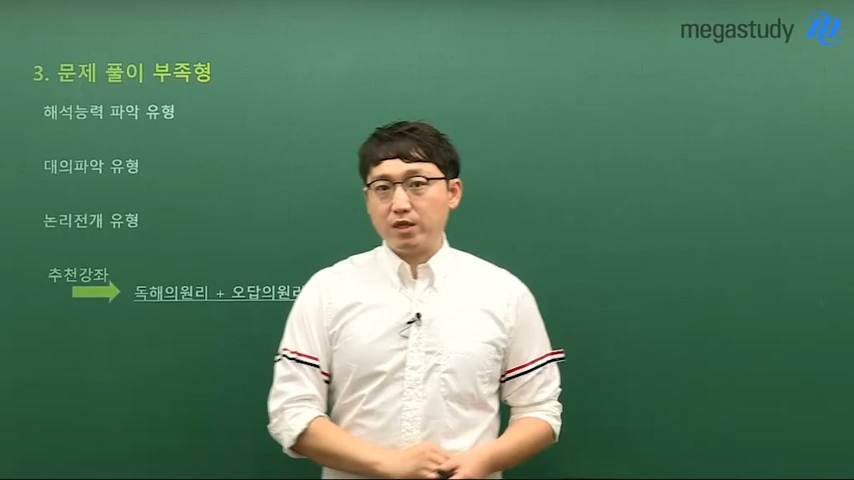 megastudy
3. 문제 풀이 부족형
해석능력 파악 유형
대의파악 유형
논리전개 유형
추천강좌
독해의원리 + 오답의원리